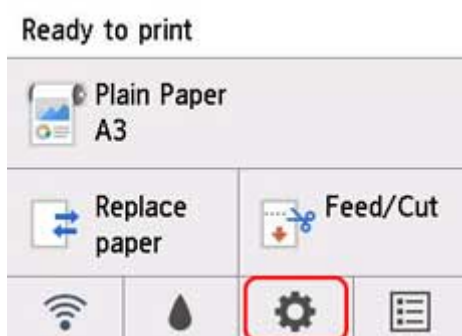 Ready to print
Plain Paper
A3
Replace
paper
Feed/Cut